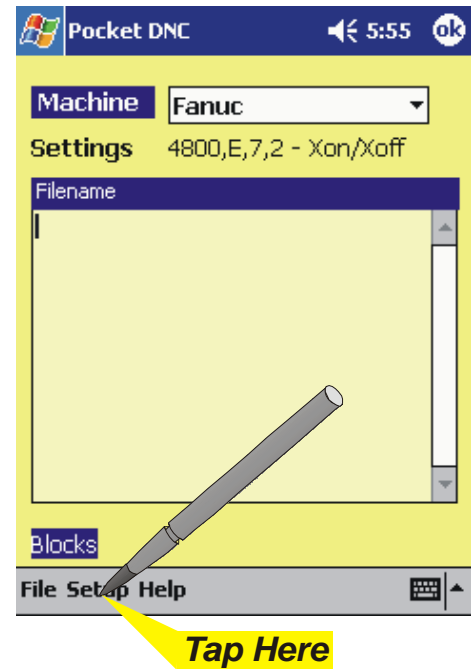 Pocket DNC 5:55 ok
Machine Fanuc
Settings 4800,E,7,2 - Xon/Xoff
Filename
Blocks
File Setup Help
Tap Here